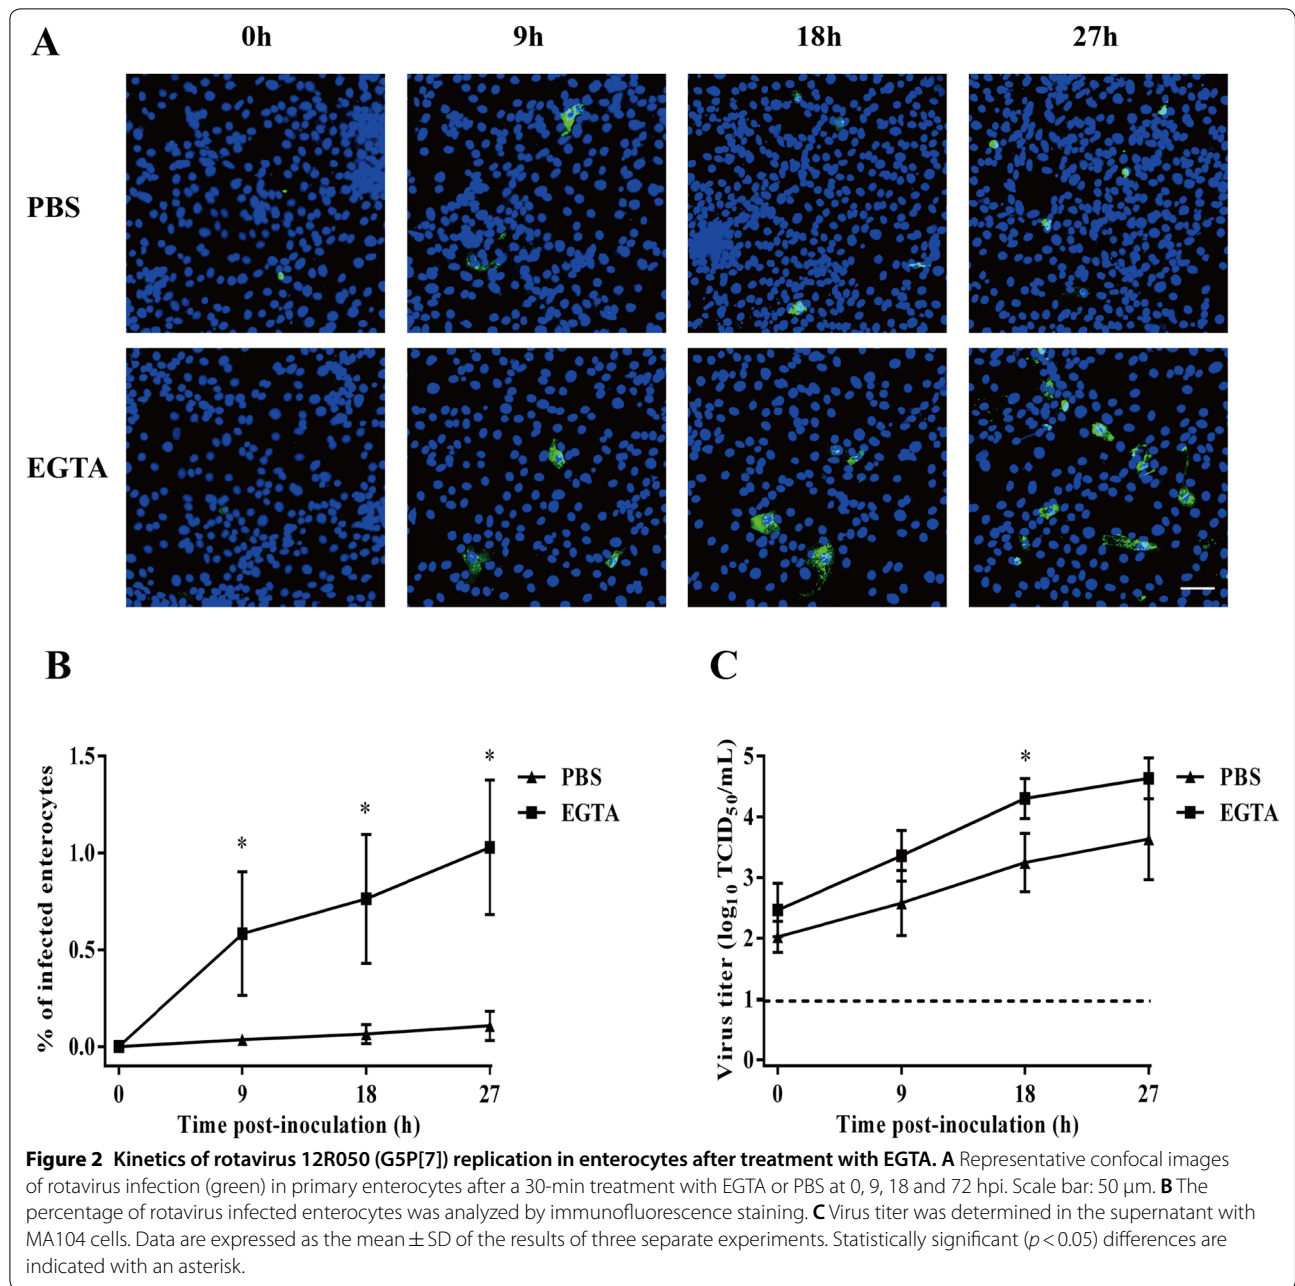 A
0h 9h 18h 27h
PBS
EGTA
B
% of infected enterocytes
1.5
1.0
0.5
0.0
* * *
PBS
EGTA
0 9 18 27
Time post-inoculation (h)
C
Virus titer (log10 TCID50/mL)
5
4
3
2
1
0
*
PBS
EGTA
0 9 18 27
Time post-inoculation (h)
Figure 2 Kinetics of rotavirus 12R050 (G5P[7]) replication in enterocytes after treatment with EGTA. A Representative confocal images
of rotavirus infection (green) in primary enterocytes after a 30-min treatment with EGTA or PBS at 0, 9, 18 and 72 hpi. Scale bar: 50 µm. B The
percentage of rotavirus infected enterocytes was analyzed by immunofluorescence staining. C Virus titer was determined in the supernatant with
MA104 cells. Data are expressed as the mean ± SD of the results of three separate experiments. Statistically significant (p < 0.05) differences are
indicated with an asterisk.